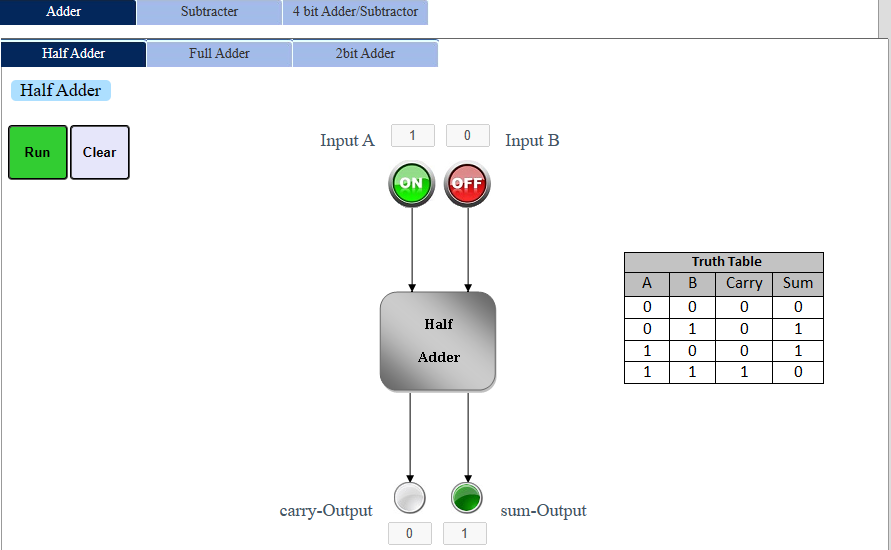 Adder Subtracter 4 bit Adder/Subtractor
Half Adder Full Adder 2bit Adder
Half Adder
Run Clear
Input A 1 0 Input B
ON OFF
Half
Adder
Truth Table
A B Carry Sum
0 0 0 0
0 1 0 1
1 0 0 1
1 1 1 0
carry-Output sum-Output
0 1